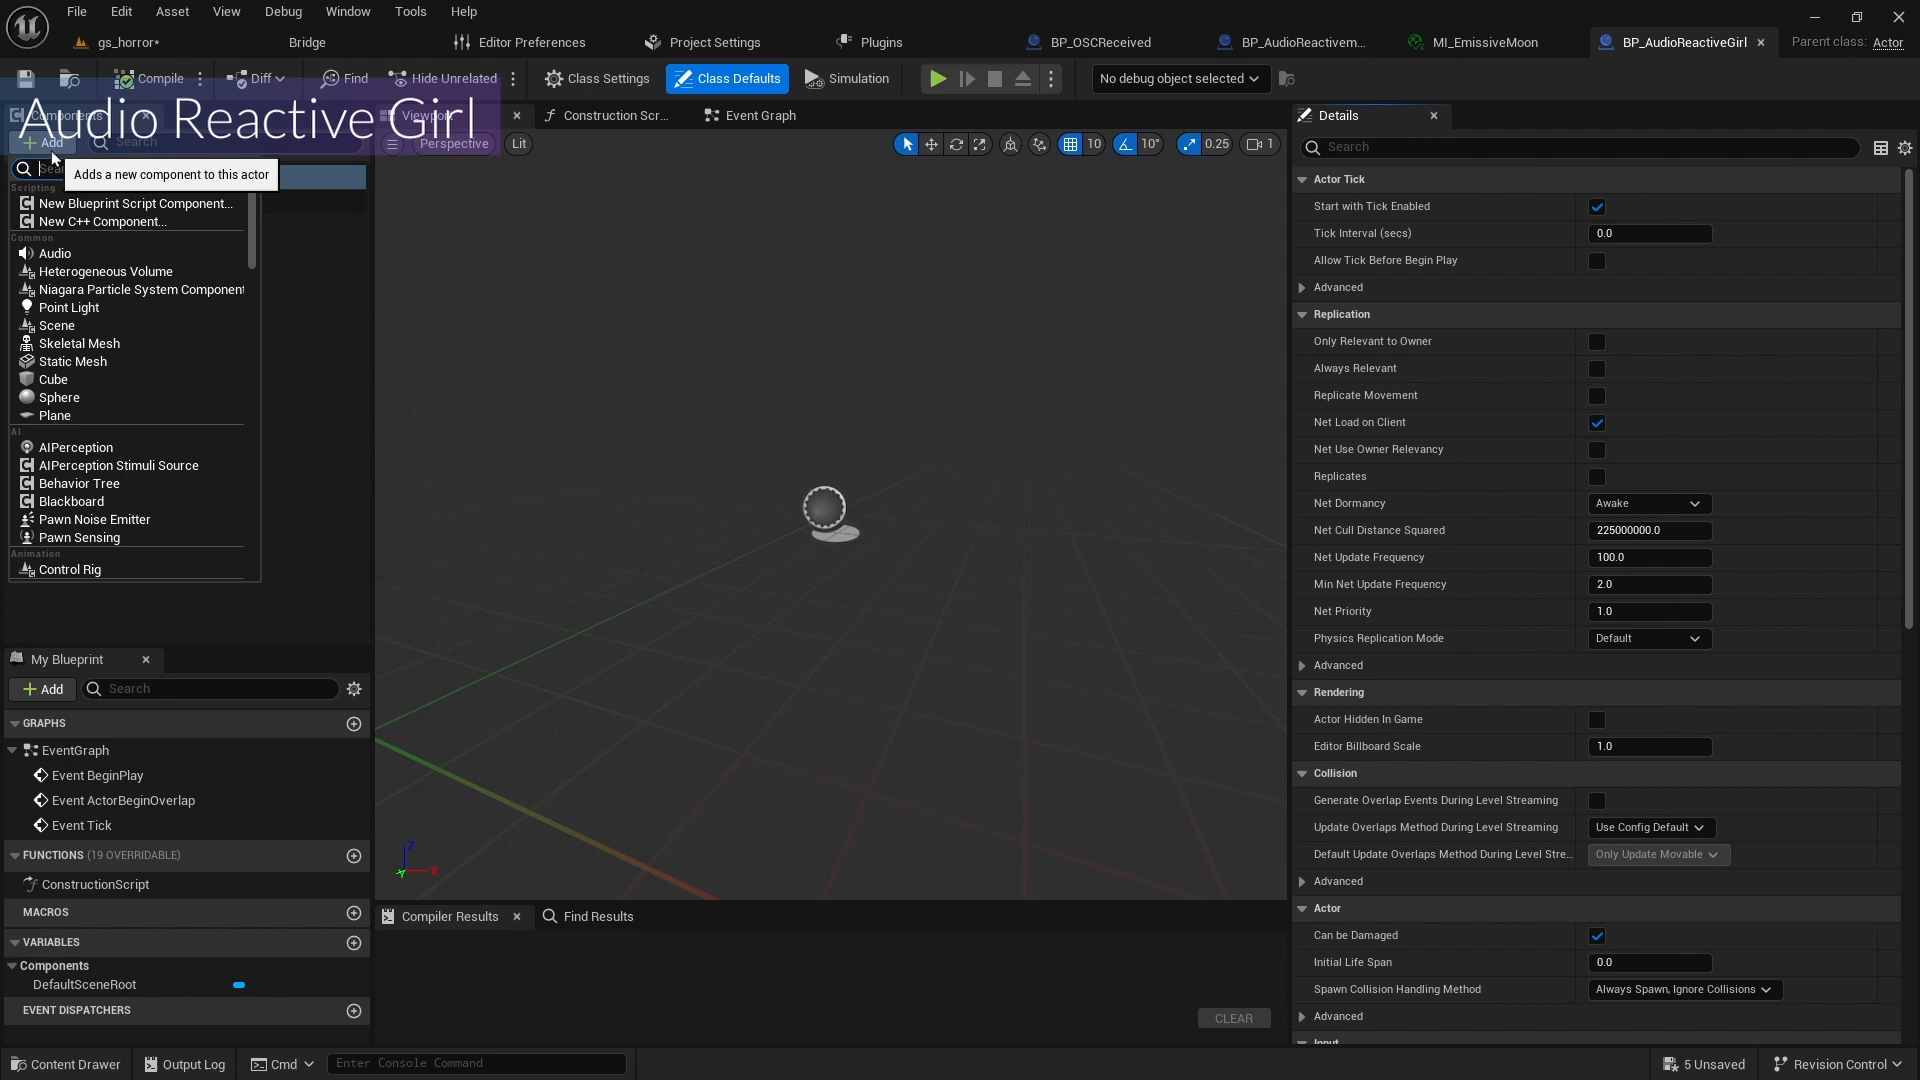 File Edit Asset View Debug Window Tools Help
gs_horror* Bridge Editor Preferences Project Settings Plugins BP_OSCReceived BP_AudioReactivem... MI_EmissiveMoon BP_AudioReactiveGirl Parent class: Actor
Compile Diff Find Hide Unrelated Class Settings Class Defaults Simulation No debug object selected
Audio Reactive Girl
Components Viewport Construction Scr... Event Graph
Add Search Perspective Lit 10 10° 0.25 1
Adds a new component to this actor
Scripting
New Blueprint Script Component...
New C++ Component...
Common
Audio
Heterogeneous Volume
Niagara Particle System Component
Point Light
Scene
Skeletal Mesh
Static Mesh
Cube
Sphere
Plane
AI
AIPerception
AIPerception Stimuli Source
Behavior Tree
Blackboard
Pawn Noise Emitter
Pawn Sensing
Animation
Control Rig
My Blueprint
Add Search
GRAPHS
EventGraph
Event BeginPlay
Event ActorBeginOverlap
Event Tick
FUNCTIONS (19 OVERRIDABLE)
ConstructionScript
MACROS
VARIABLES
Components
DefaultSceneRoot
EVENT DISPATCHERS
Z
X
Y
Compiler Results Find Results
CLEAR
Details
Search
Actor Tick
Start with Tick Enabled
Tick Interval (secs) 0.0
Allow Tick Before Begin Play
Advanced
Replication
Only Relevant to Owner
Always Relevant
Replicate Movement
Net Load on Client
Net Use Owner Relevancy
Replicates
Net Dormancy Awake
Net Cull Distance Squared 225000000.0
Net Update Frequency 100.0
Min Net Update Frequency 2.0
Net Priority 1.0
Physics Replication Mode Default
Advanced
Rendering
Actor Hidden In Game
Editor Billboard Scale 1.0
Collision
Generate Overlap Events During Level Streaming
Update Overlaps Method During Level Streaming Use Config Default
Default Update Overlaps Method During Level Stre... Only Update Movable
Advanced
Actor
Can be Damaged
Initial Life Span 0.0
Spawn Collision Handling Method Always Spawn, Ignore Collisions
Advanced
Input
Content Drawer Output Log Cmd Enter Console Command 5 Unsaved Revision Control